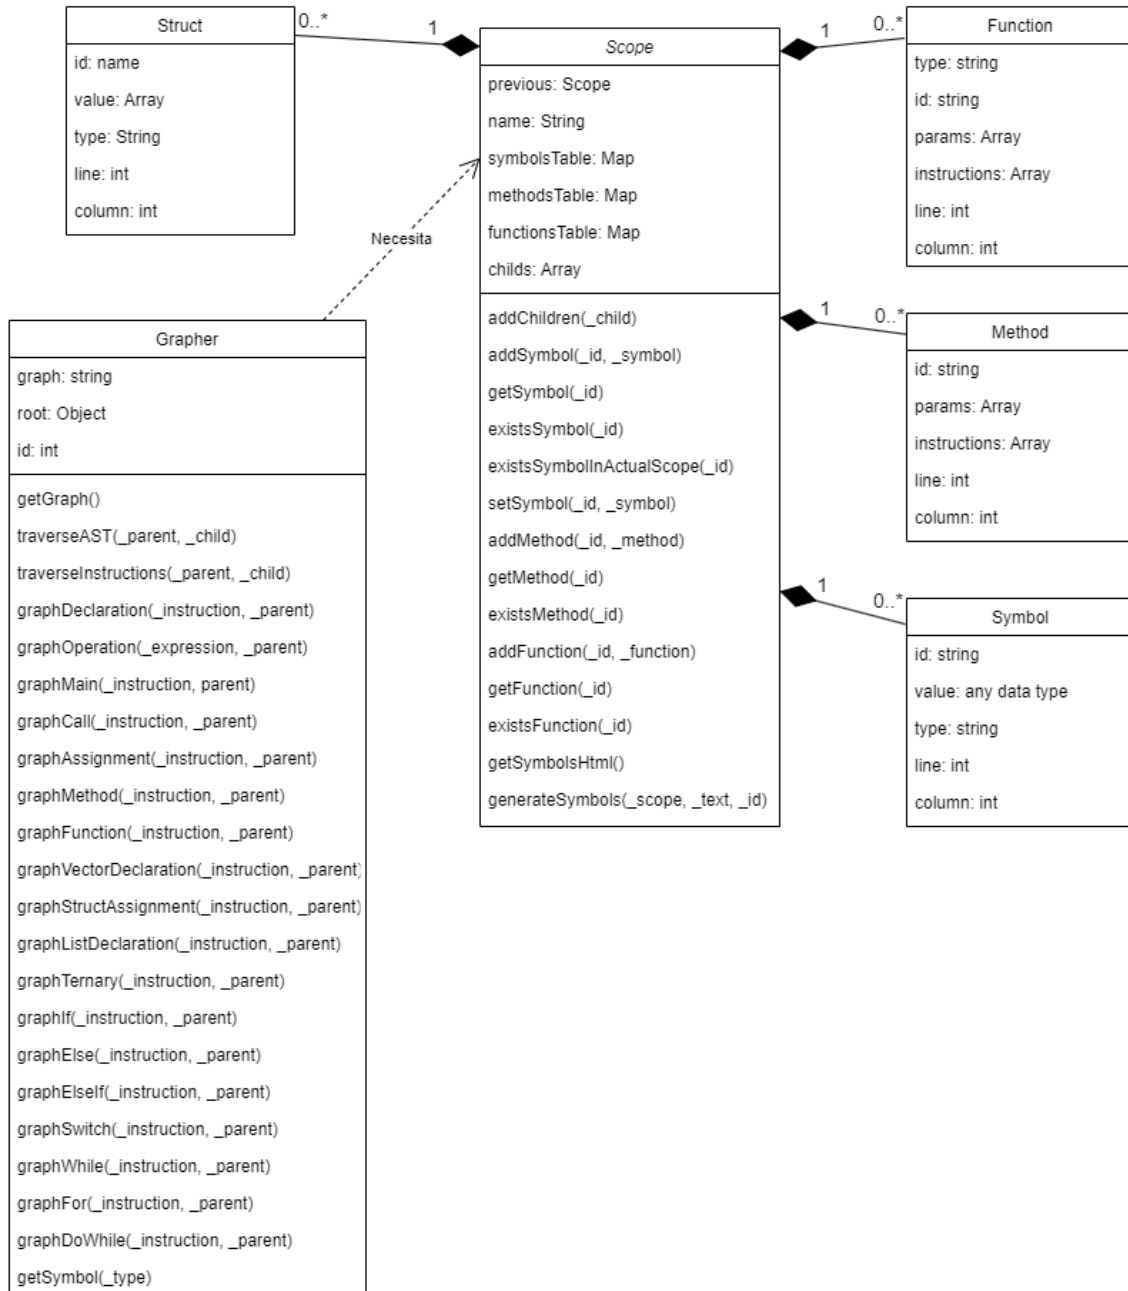 Struct
id: name
value: Array
type: String
line: int
column: int
0..*
1
Scope
previous: Scope
name: String
symbolsTable: Map
methodsTable: Map
functionsTable: Map
childs: Array
addChildren(_child)
addSymbol(_id, _symbol)
getSymbol(_id)
existsSymbol(_id)
existsSymbolInActualScope(_id)
setSymbol(_id, _symbol)
addMethod(_id, _method)
getMethod(_id)
existsMethod(_id)
addFunction(_id, _function)
getFunction(_id)
existsFunction(_id)
getSymbolsHtml()
generateSymbols(_scope, _text, _id)
1
0..*
Function
type: string
id: string
params: Array
instructions: Array
line: int
column: int
1
0..*
Method
id: string
params: Array
instructions: Array
line: int
column: int
1
0..*
Symbol
id: string
value: any data type
type: string
line: int
column: int
Necesita
Grapher
graph: string
root: Object
id: int
getGraph()
traverseAST(_parent, _child)
traverseInstructions(_parent, _child)
graphDeclaration(_instruction, _parent)
graphOperation(_expression, _parent)
graphMain(_instruction, parent)
graphCall(_instruction, _parent)
graphAssignment(_instruction, _parent)
graphMethod(_instruction, _parent)
graphFunction(_instruction, _parent)
graphVectorDeclaration(_instruction, _parent)
graphStructAssignment(_instruction, _parent)
graphListDeclaration(_instruction, _parent)
graphTernary(_instruction, _parent)
graphIf(_instruction, _parent)
graphElse(_instruction, _parent)
graphElseIf(_instruction, _parent)
graphSwitch(_instruction, _parent)
graphWhile(_instruction, _parent)
graphFor(_instruction, _parent)
graphDoWhile(_instruction, _parent)
getSymbol(_type)